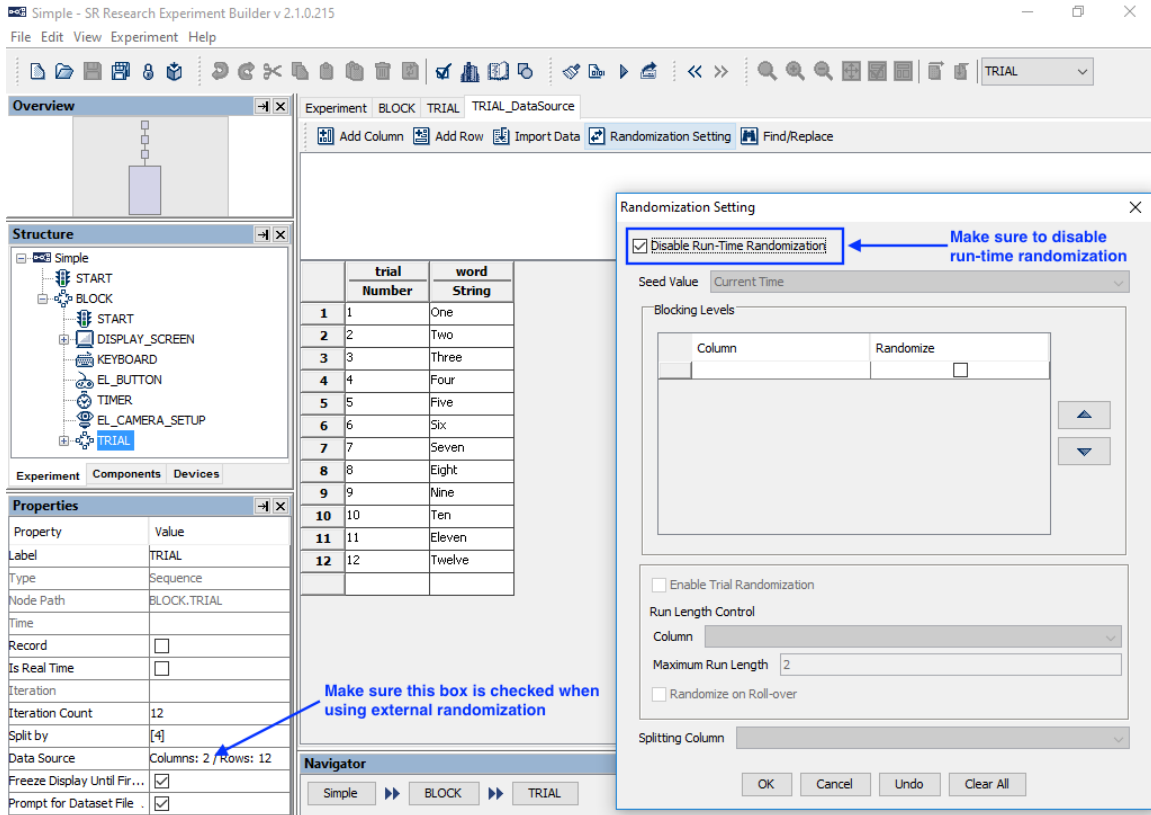 Simple - SR Research Experiment Builder v 2.1.0.215
File Edit View Experiment Help
TRIAL
Overview
Experiment BLOCK TRIAL TRIAL_DataSource
Add Column Add Row Import Data Randomization Setting Find/Replace
Structure
Simple
START
BLOCK
START
DISPLAY_SCREEN
KEYBOARD
EL_BUTTON
TIMER
EL_CAMERA_SETUP
TRIAL
Experiment Components Devices
Properties
Property Value
Label TRIAL
Type Sequence
Node Path BLOCK.TRIAL
Time
Record
Is Real Time
Iteration
Iteration Count 12
Split by [4]
Data Source Columns: 2 / Rows: 12
Freeze Display Until Fir...
Prompt for Dataset File .
trial word
Number String
1 1 One
2 2 Two
3 3 Three
4 4 Four
5 5 Five
6 6 Six
7 7 Seven
8 8 Eight
9 9 Nine
10 10 Ten
11 11 Eleven
12 12 Twelve
Make sure this box is checked when
using external randomization
Navigator
Simple BLOCK TRIAL
Randomization Setting
Disable Run-Time Randomization
Make sure to disable
run-time randomization
Seed Value Current Time
Blocking Levels
Column Randomize
Enable Trial Randomization
Run Length Control
Column
Maximum Run Length 2
Randomize on Roll-over
Splitting Column
OK Cancel Undo Clear All